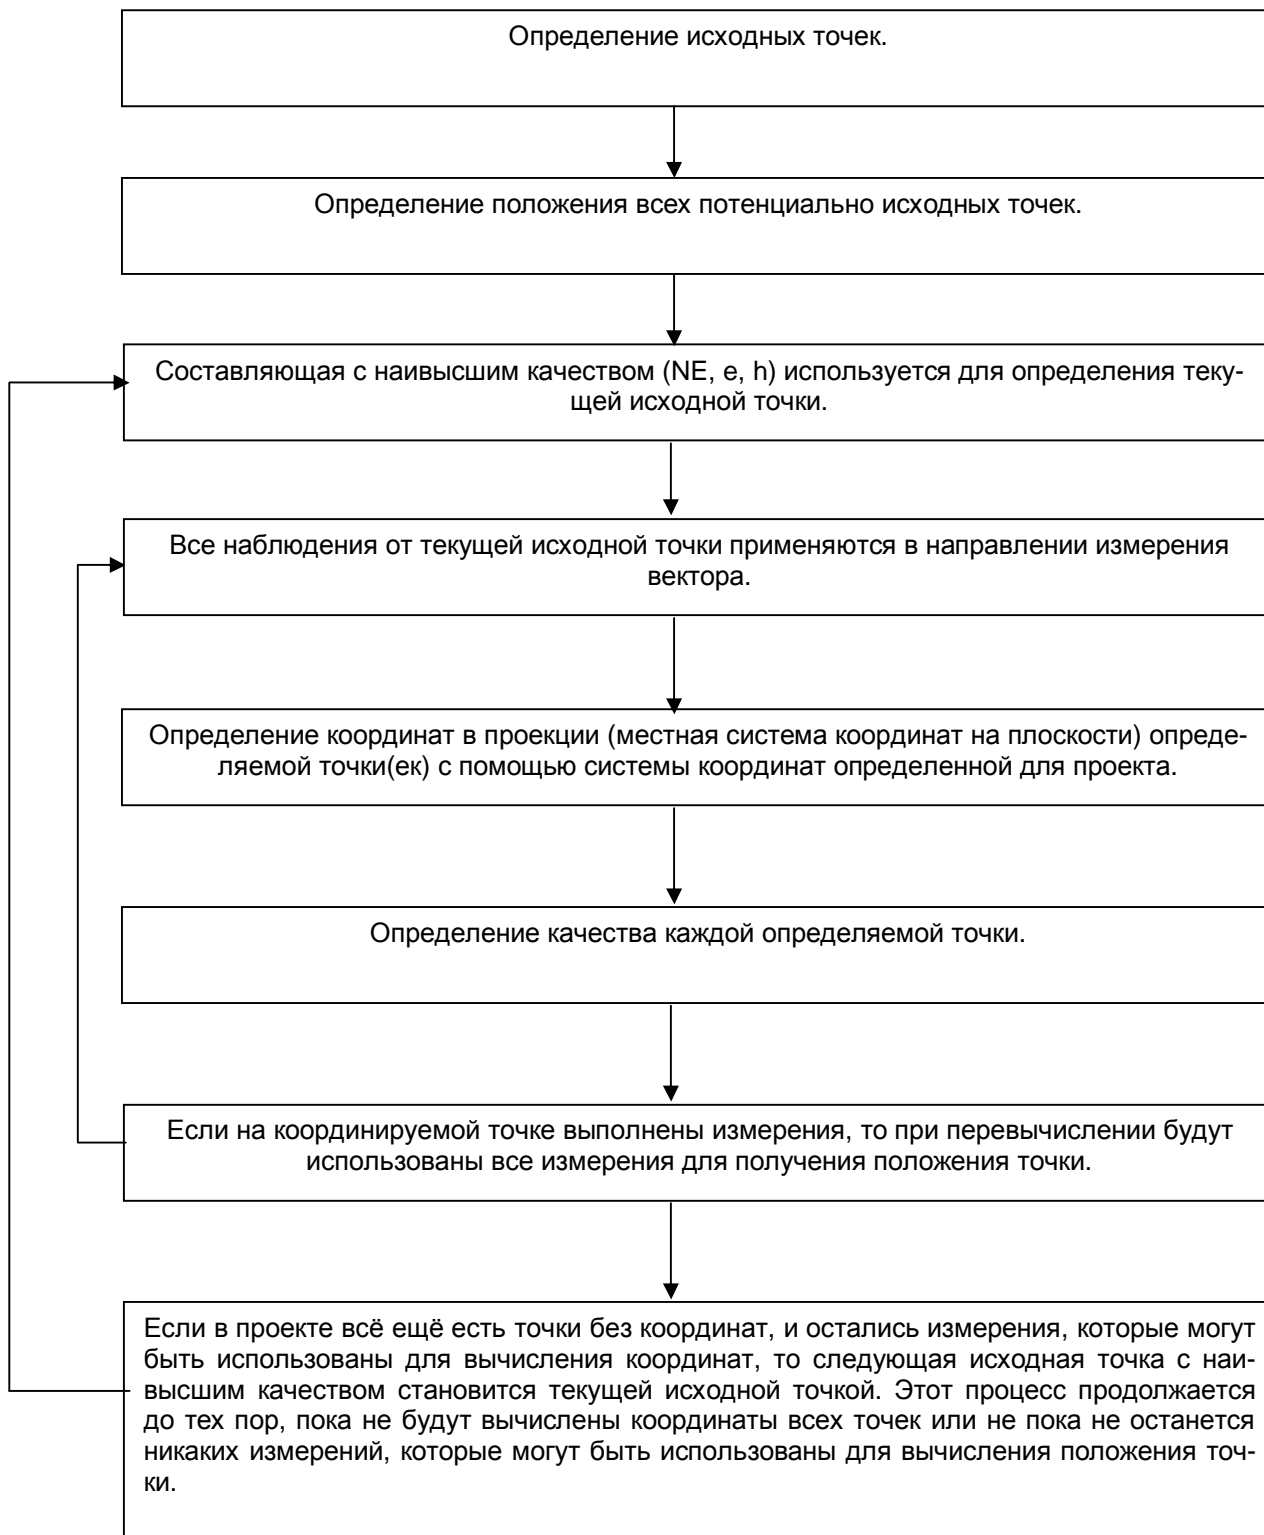 Определение исходных точек.
Определение положения всех потенциально исходных точек.
Составляющая с наивысшим качеством (NE, e, h) используется для определения теку-
щей исходной точки.
Все наблюдения от текущей исходной точки применяются в направлении измерения
вектора.
Определение координат в проекции (местная система координат на плоскости) опреде-
ляемой точки(ек) с помощью системы координат определенной для проекта.
Определение качества каждой определяемой точки.
Если на координируемой точке выполнены измерения, то при перевычислении будут
использованы все измерения для получения положения точки.
Если в проекте всё ещё есть точки без координат, и остались измерения, которые могут
быть использованы для вычисления координат, то следующая исходная точка с наи-
высшим качеством становится текущей исходной точкой. Этот процесс продолжается
до тех пор, пока не будут вычислены координаты всех точек или не пока не останется
никаких измерений, которые могут быть использованы для вычисления положения точ-
ки.